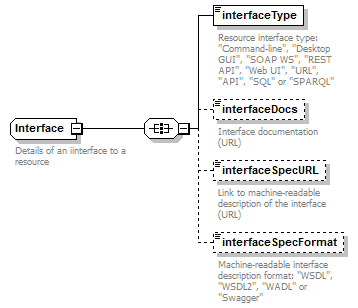 interfaceType
Resource interface type:
"Command-line", "Desktop
GUI", "SOAP WS", "REST
API", "Web UI", "URL",
"API", "SQL" or "SPARQL"
interfaceDocs
Interface documentation
(URL)
Interface
Details of an iinterface to a
resource
interfaceSpecURL
Link to machine-readable
description of the interface
(URL)
interfaceSpecFormat
Machine-readable interface
description format: "WSDL",
"WSDL2", "WADL" or
"Swagger"